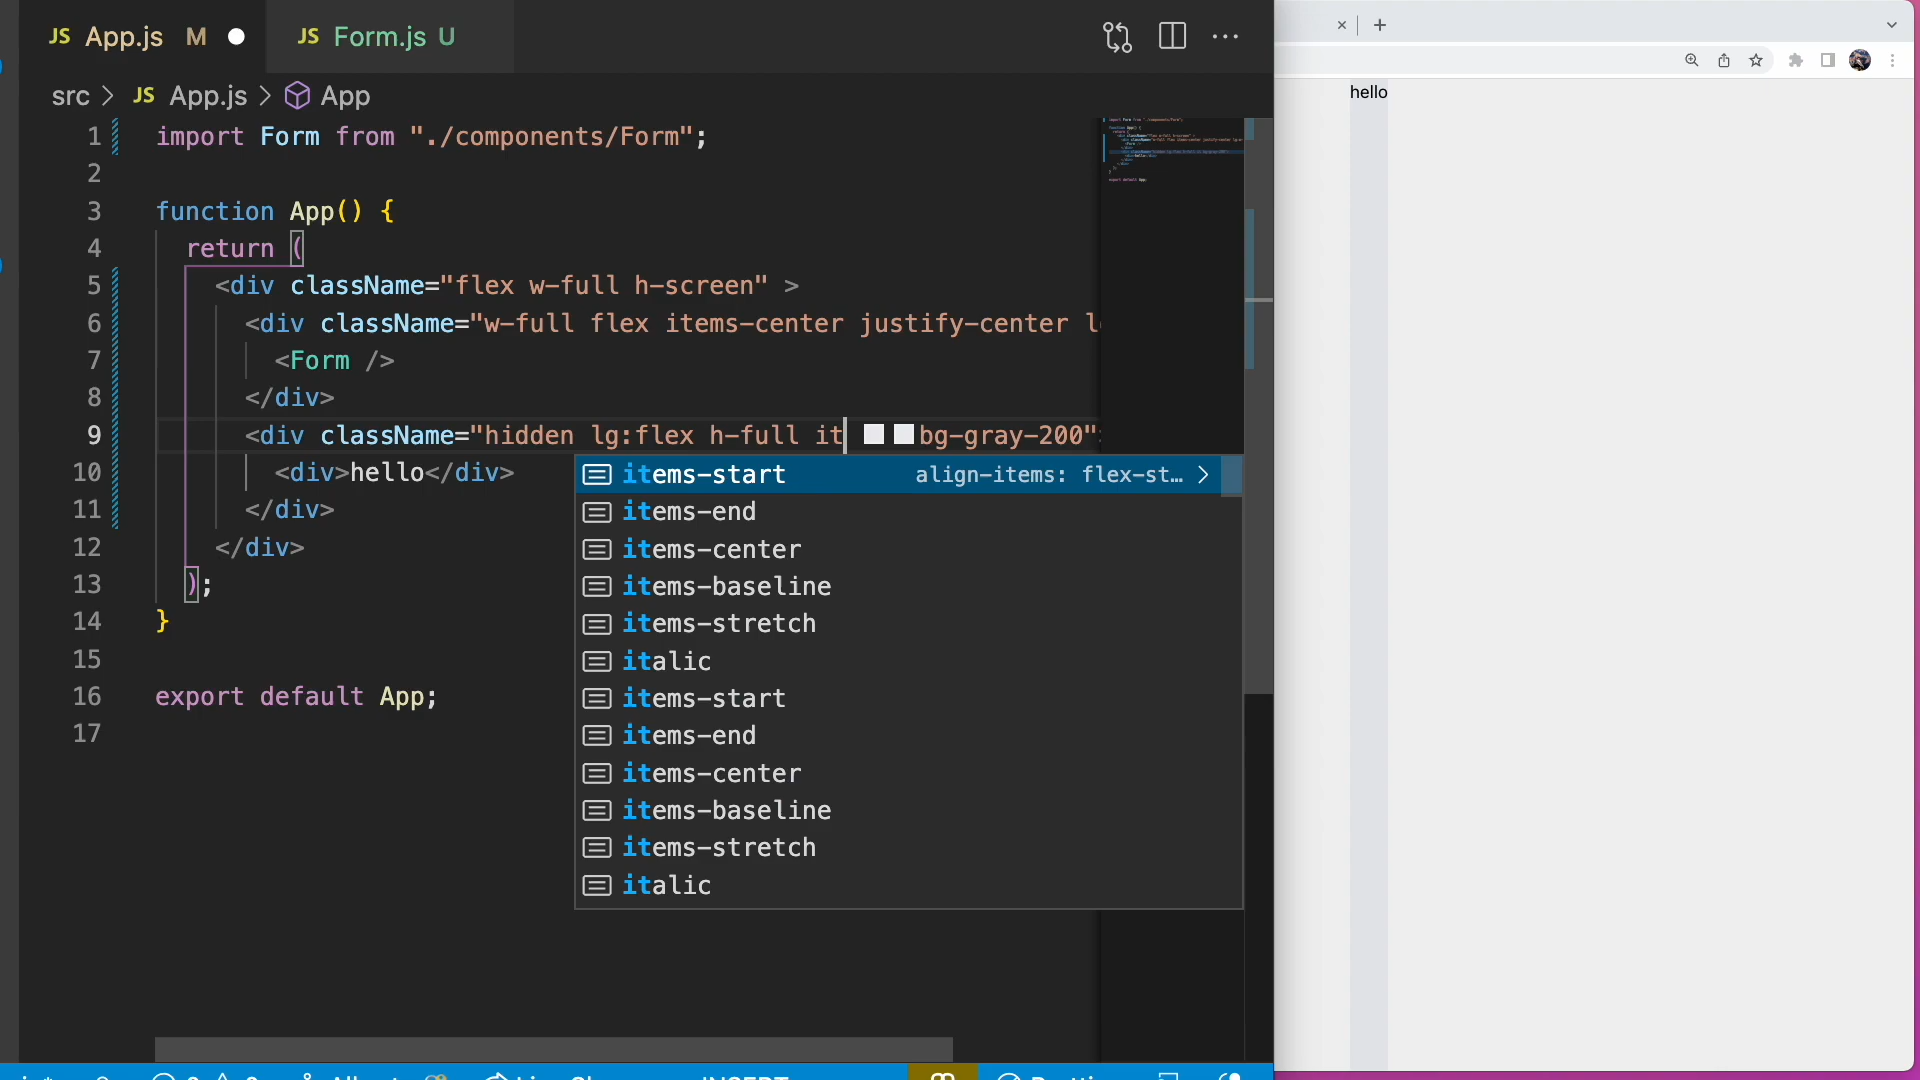 JS App.js M
JS Form.js U
src > JS App.js > App
1 import Form from "./components/Form";
2
3 function App() {
4 return (
5 <div className="flex w-full h-screen" >
6 <div className="w-full flex items-center justify-center l
7 <Form />
8 </div>
9 <div className="hidden lg:flex h-full it bg-gray-200"
10 <div>hello</div>
11 </div>
12 </div>
13 );
14 }
15
16 export default App;
17
items-start align-items: flex-st…
items-end
items-center
items-baseline
items-stretch
italic
items-start
items-end
items-center
items-baseline
items-stretch
italic
hello